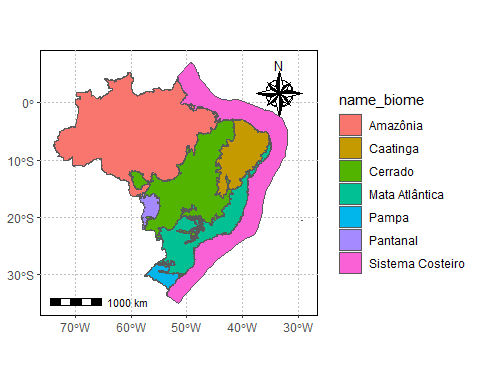 N
0°
10°S
20°S
30°S
1000 km
70°W
60°W
50°W
40°W
30°W
name_biome
Amazônia
Caatinga
Cerrado
Mata Atlântica
Pampa
Pantanal
Sistema Costeiro